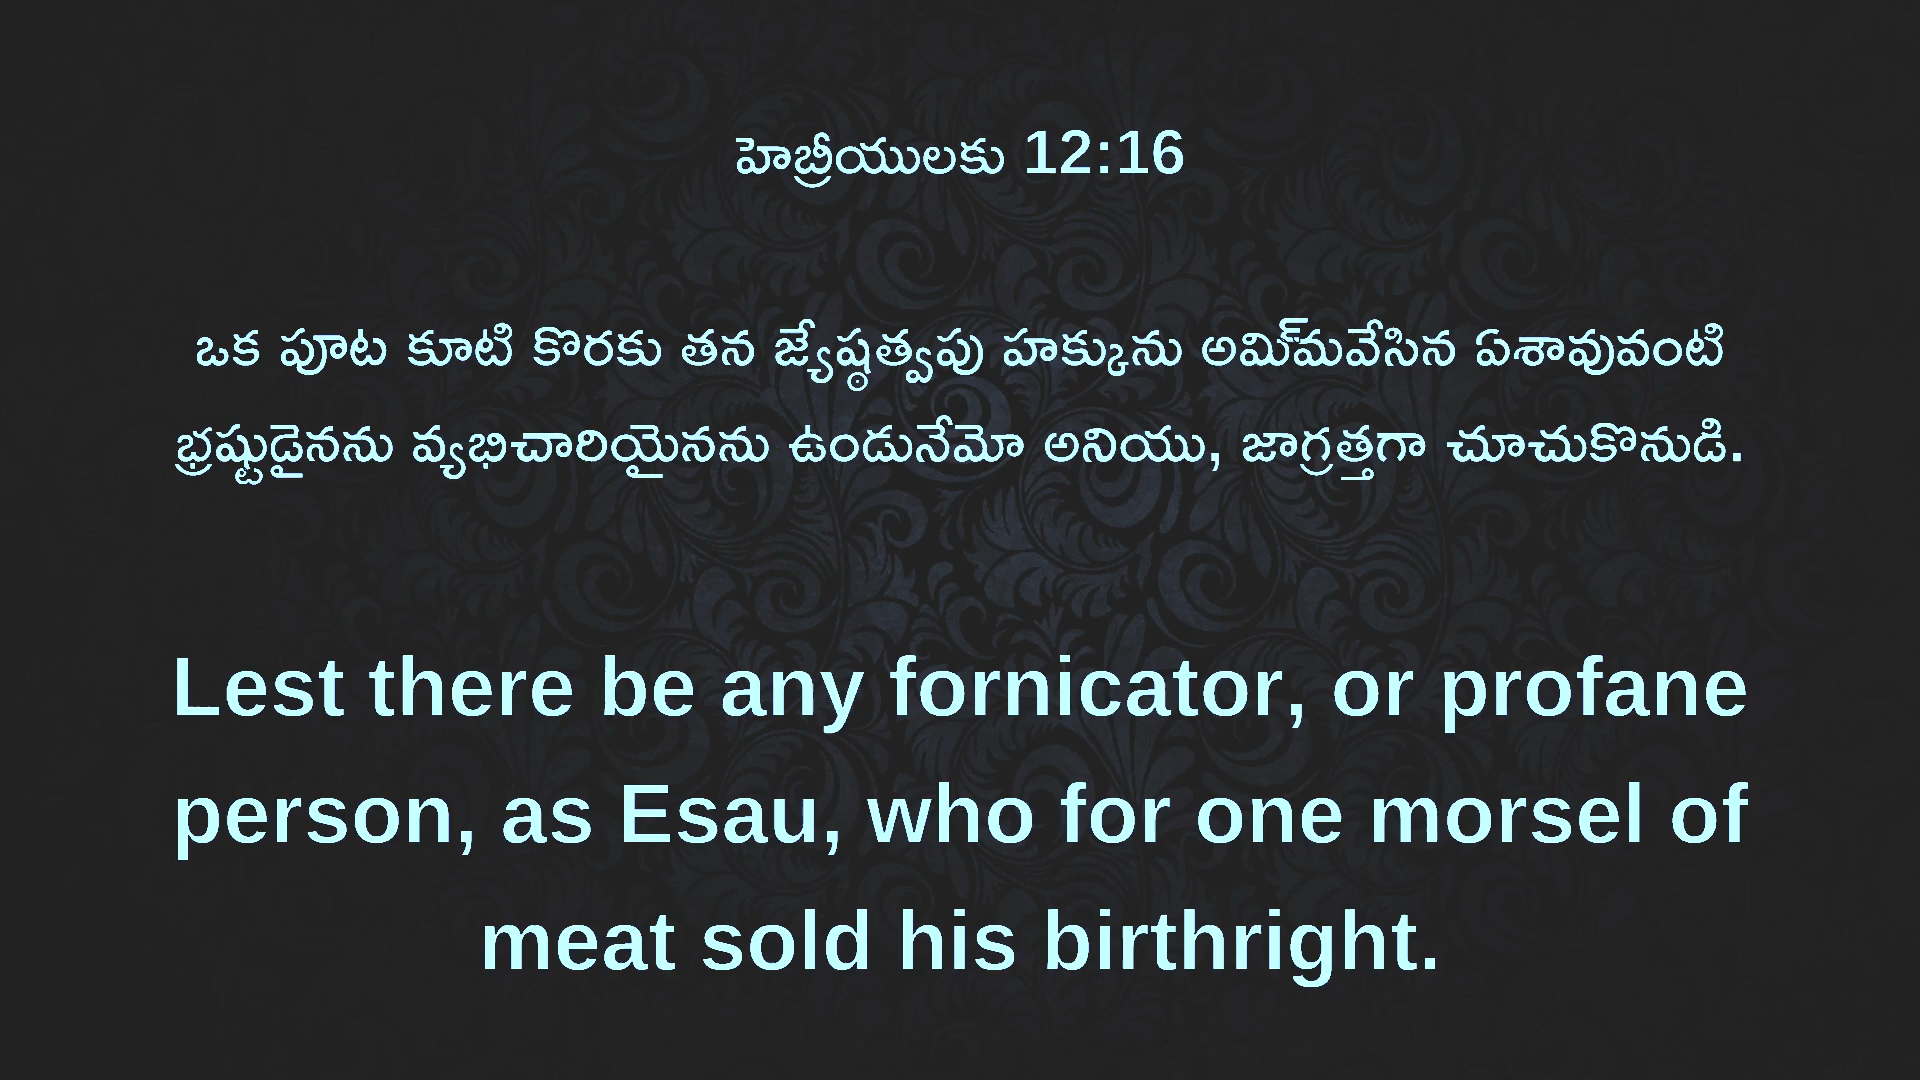 హెబ్రీయులకు 12:16
ఒక పూట కూటి కొరకు తన జ్యేష్ఠత్వపు హక్కును అమి్మవేసిన ఏశావువంటి
భ్రష్టుడైనను వ్యభిచారియైనను ఉండునేమో అనియు, జాగ్రత్తగా చూచుకొనుడి.
Lest there be any fornicator, or profane
person, as Esau, who for one morsel of
meat sold his birthright.